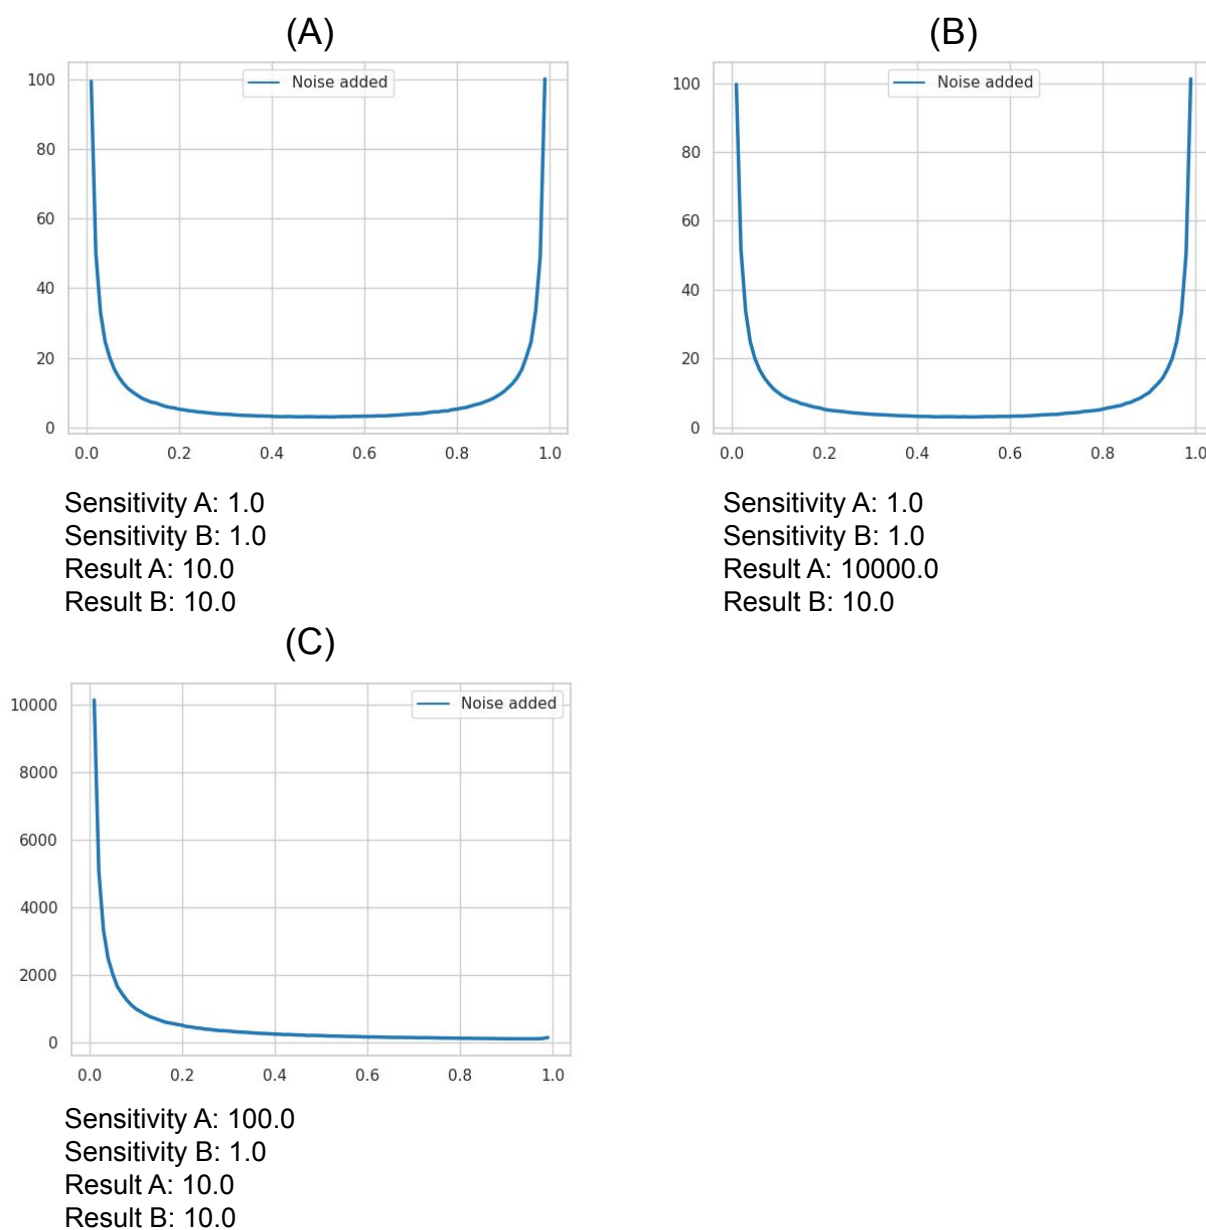 (A)
Noise added
100
80
60
40
20
0
0.0 0.2 0.4 0.6 0.8 1.0
Sensitivity A: 1.0
Sensitivity B: 1.0
Result A: 10.0
Result B: 10.0
(B)
Noise added
100
80
60
40
20
0
0.0 0.2 0.4 0.6 0.8 1.0
Sensitivity A: 1.0
Sensitivity B: 1.0
Result A: 10000.0
Result B: 10.0
(C)
Noise added
10000
8000
6000
4000
2000
0
0.0 0.2 0.4 0.6 0.8 1.0
Sensitivity A: 100.0
Sensitivity B: 1.0
Result A: 10.0
Result B: 10.0